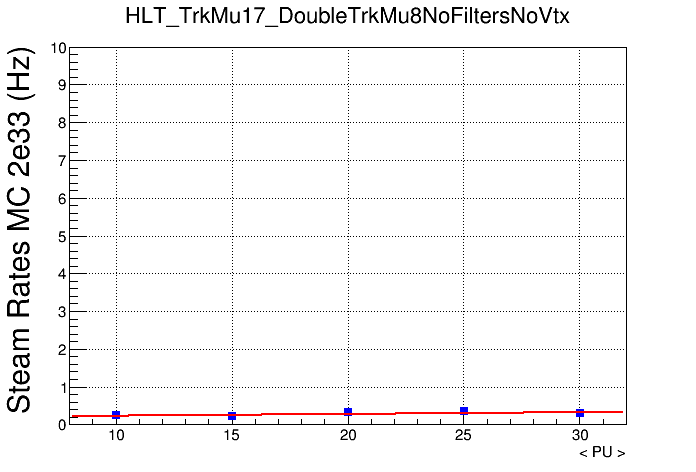 HLT_TrkMu17_DoubleTrkMu8NoFiltersNoVtx
Steam Rates MC 2e33 (Hz)
10
9
8
7
6
5
4
3
2
1
0
10 15 20 25 30
< PU >